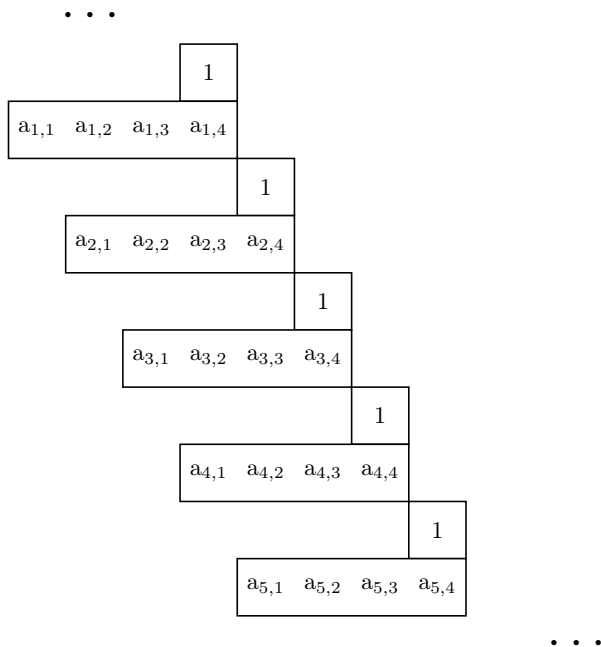 . . .
1
a₁,₁ a₁,₂ a₁,₃ a₁,₄
1
a₂,₁ a₂,₂ a₂,₃ a₂,₄
1
a₃,₁ a₃,₂ a₃,₃ a₃,₄
1
a₄,₁ a₄,₂ a₄,₃ a₄,₄
1
a₅,₁ a₅,₂ a₅,₃ a₅,₄
. . .